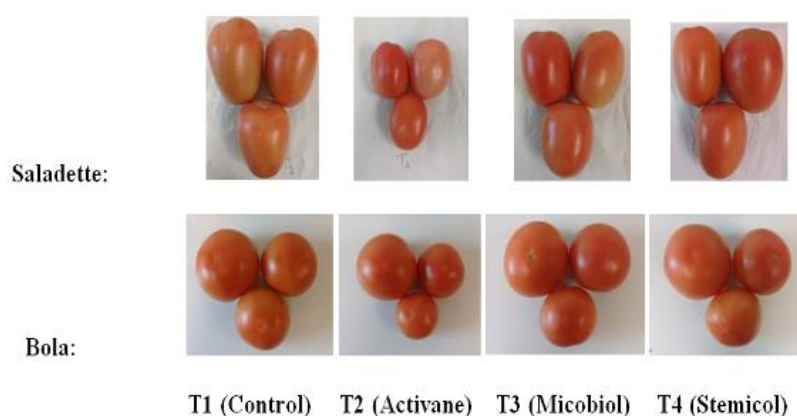 Saladette:
Bola:
T1 (Control) T2 (Activane) T3 (Micobiol) T4 (Stemicol)